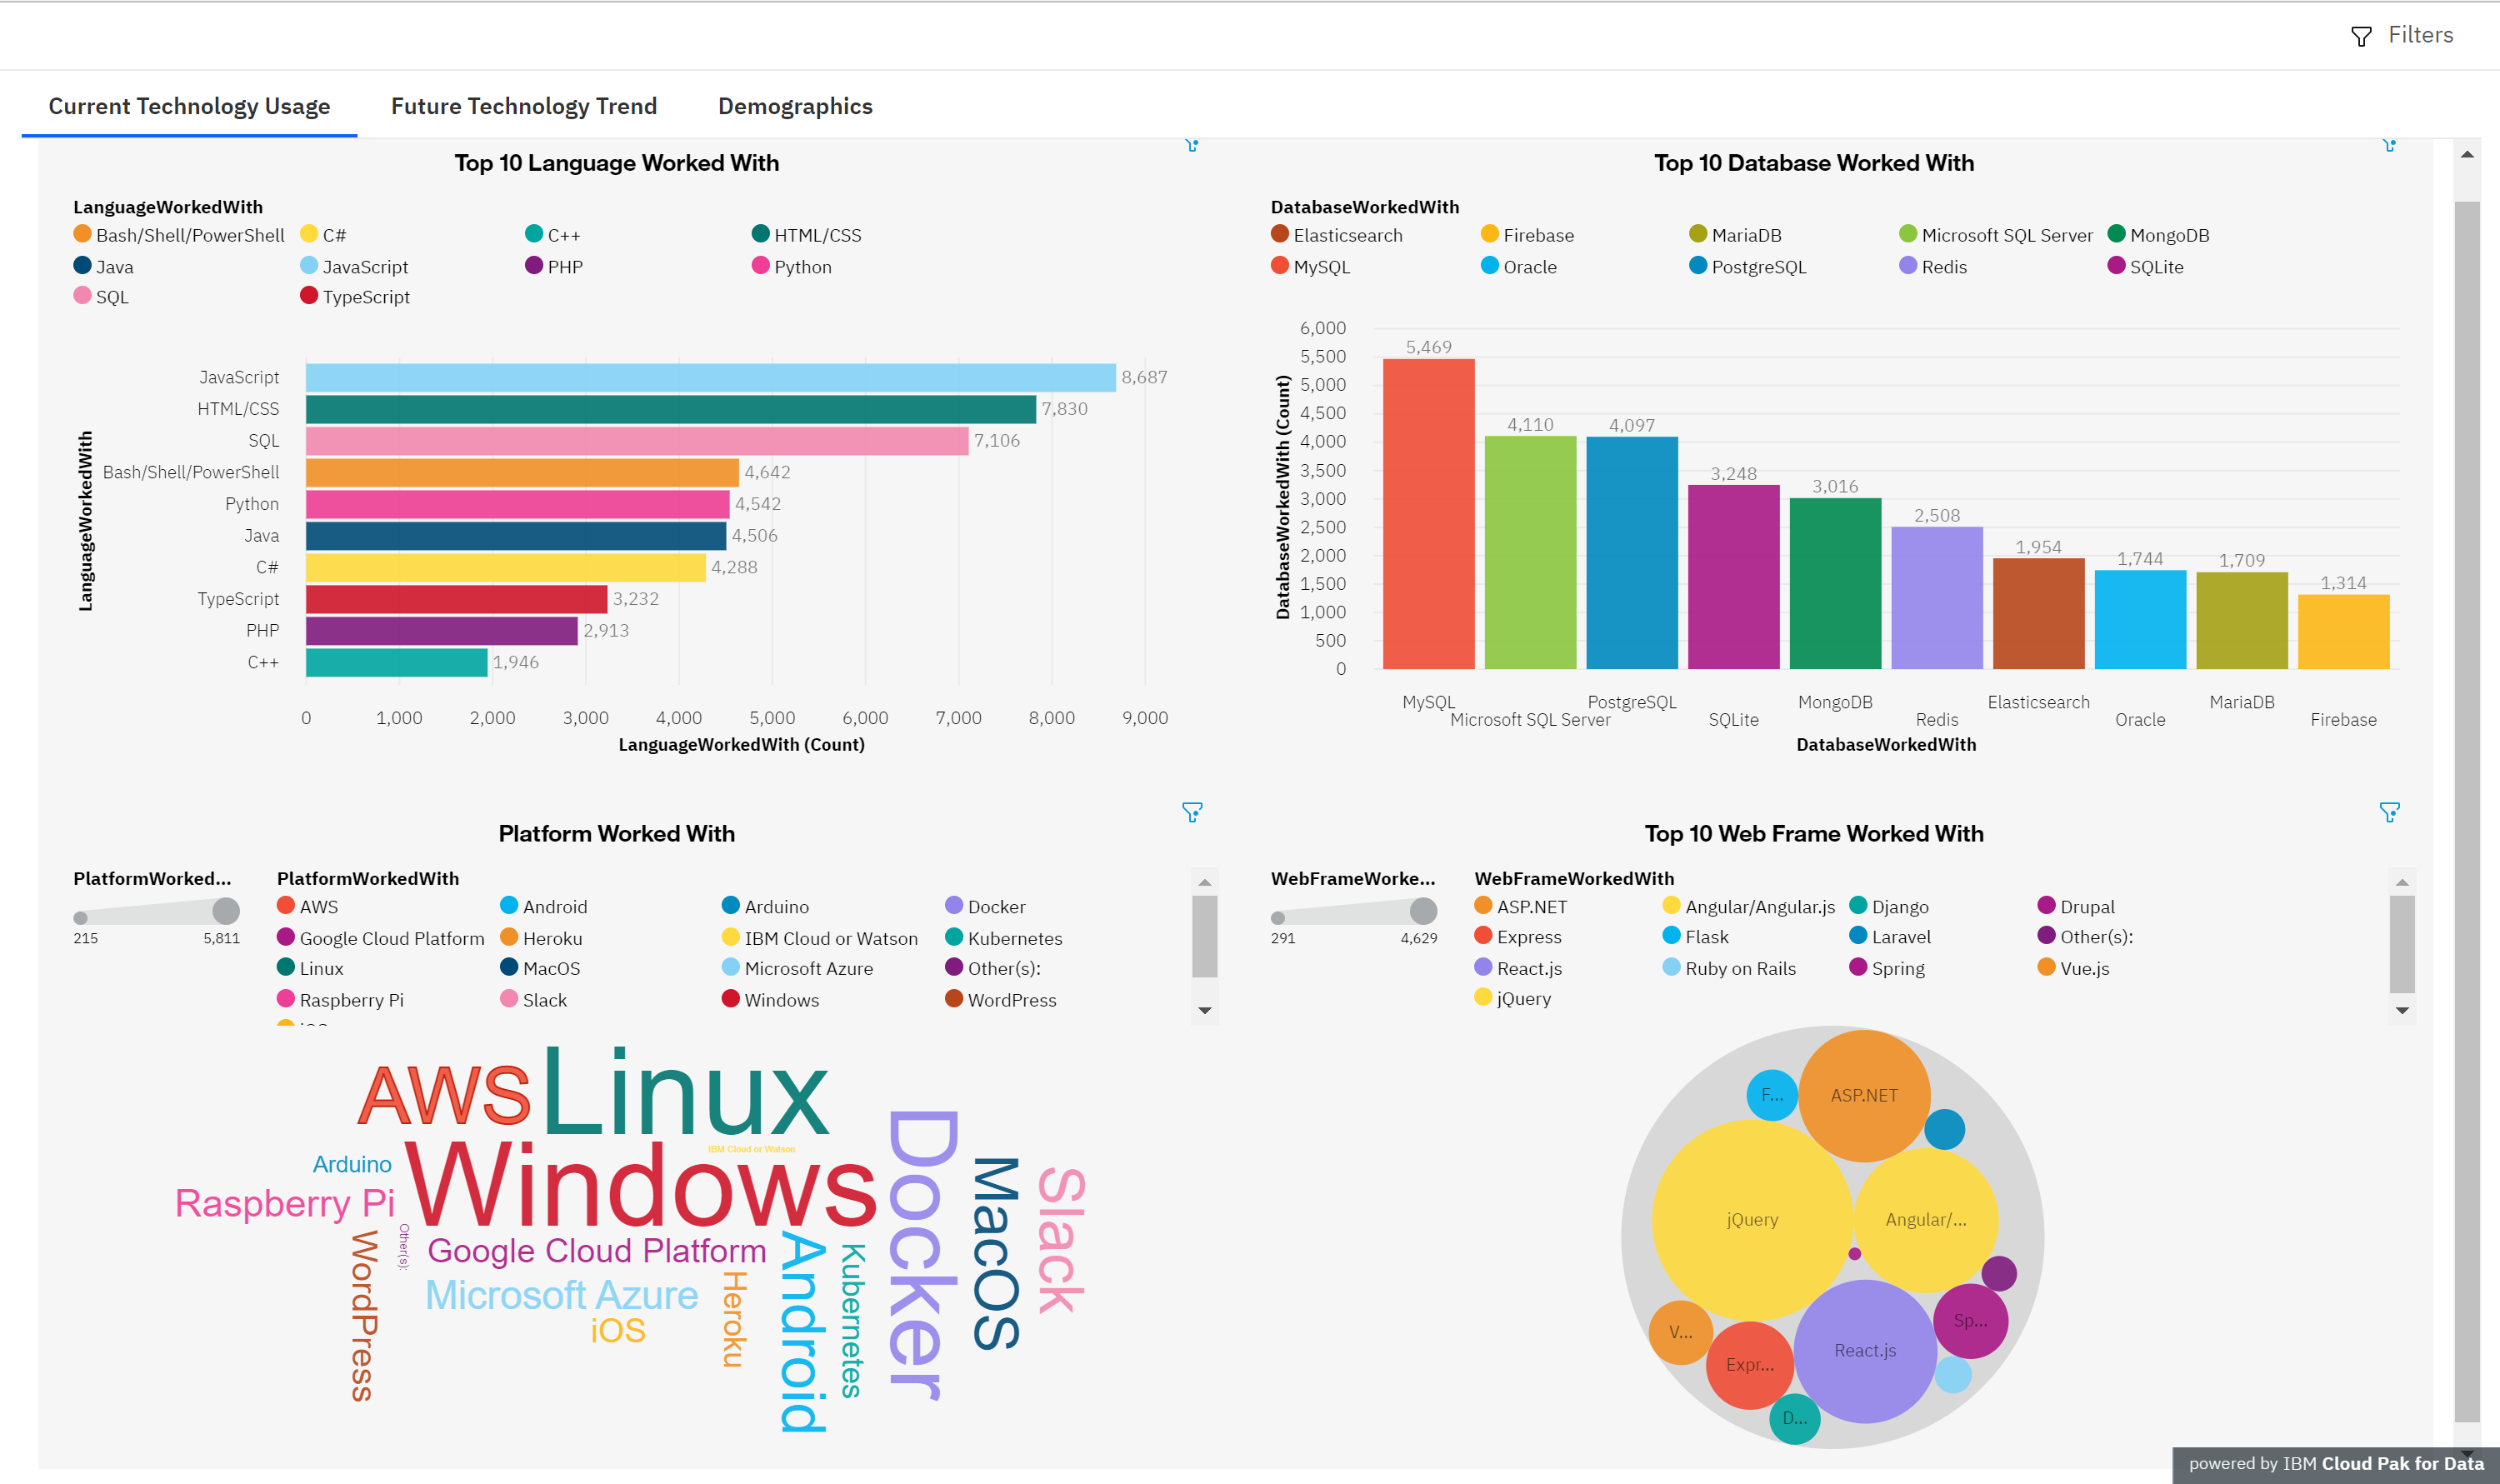 Filters
Current Technology Usage Future Technology Trend Demographics
Top 10 Language Worked With
LanguageWorkedWith
Bash/Shell/PowerShell C# C++ HTML/CSS
Java JavaScript PHP Python
SQL TypeScript
LanguageWorkedWith
JavaScript 8,687
HTML/CSS 7,830
SQL 7,106
Bash/Shell/PowerShell 4,642
Python 4,542
Java 4,506
C# 4,288
TypeScript 3,232
PHP 2,913
C++ 1,946
0 1,000 2,000 3,000 4,000 5,000 6,000 7,000 8,000 9,000
LanguageWorkedWith (Count)
Top 10 Database Worked With
DatabaseWorkedWith
Elasticsearch Firebase MariaDB Microsoft SQL Server MongoDB
MySQL Oracle PostgreSQL Redis SQLite
DatabaseWorkedWith (Count)
6,000
5,500
5,000
4,500
4,000
3,500
3,000
2,500
2,000
1,500
1,000
500
0
5,469 4,110 4,097 3,248 3,016 2,508 1,954 1,744 1,709 1,314
MySQL PostgreSQL MongoDB Elasticsearch MariaDB
Microsoft SQL Server SQLite Redis Oracle Firebase
DatabaseWorkedWith
Platform Worked With
PlatformWorked...
215 5,811
PlatformWorkedWith
AWS Android Arduino Docker
Google Cloud Platform Heroku IBM Cloud or Watson Kubernetes
Linux MacOS Microsoft Azure Other(s):
Raspberry Pi Slack Windows WordPress
AWS
Linux
IBM Cloud or Watson
Arduino
Windows
Raspberry Pi
Other(s):
WordPress
Google Cloud Platform
Microsoft Azure
iOS
Heroku
Android
Kubernetes
Docker
MacOS
Slack
Top 10 Web Frame Worked With
WebFrameWorke...
291 4,629
WebFrameWorkedWith
ASP.NET Angular/Angular.js Django Drupal
Express Flask Laravel Other(s):
React.js Ruby on Rails Spring Vue.js
jQuery
F...
ASP.NET
jQuery
Angular/...
V...
Expr...
React.js
Sp...
D...
powered by IBM Cloud Pak for Data